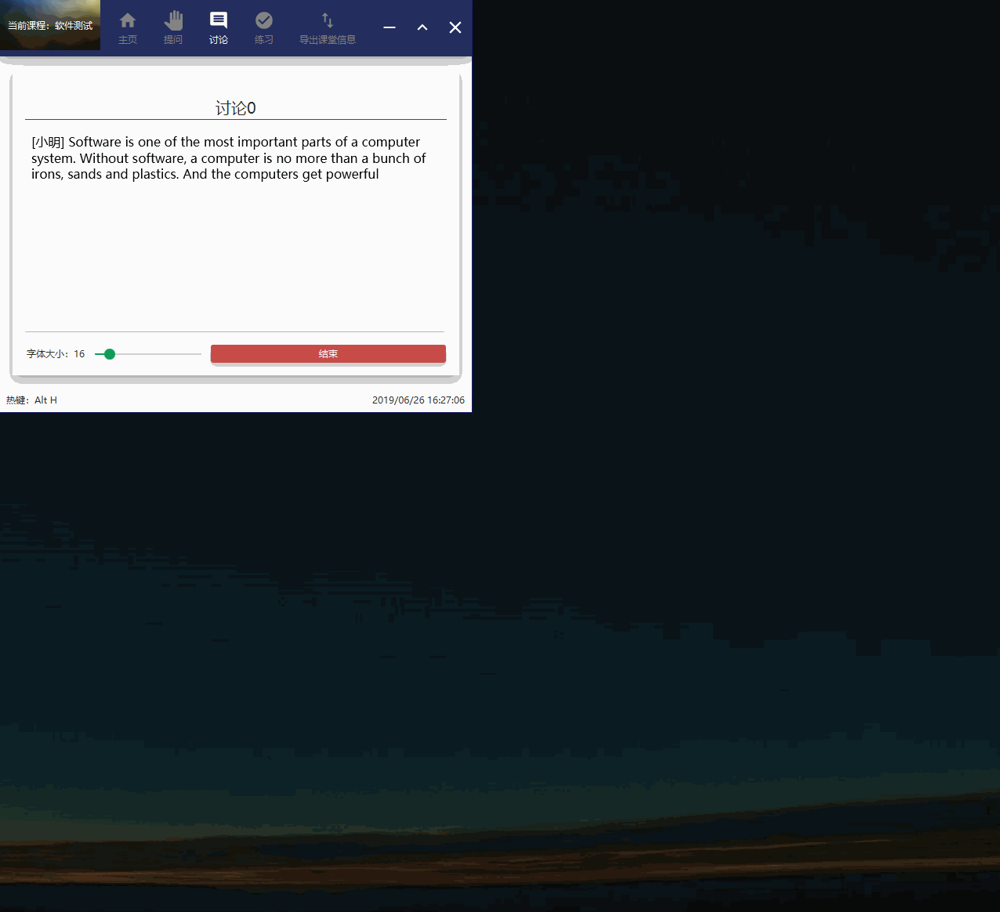 当前课程：软件测试
主页 提问 讨论 练习 导出课堂信息
讨论0
[小明] Software is one of the most important parts of a computer
system. Without software, a computer is no more than a bunch of
irons, sands and plastics. And the computers get powerful
字体大小：16 结束
热键：Alt H 2019/06/26 16:27:06